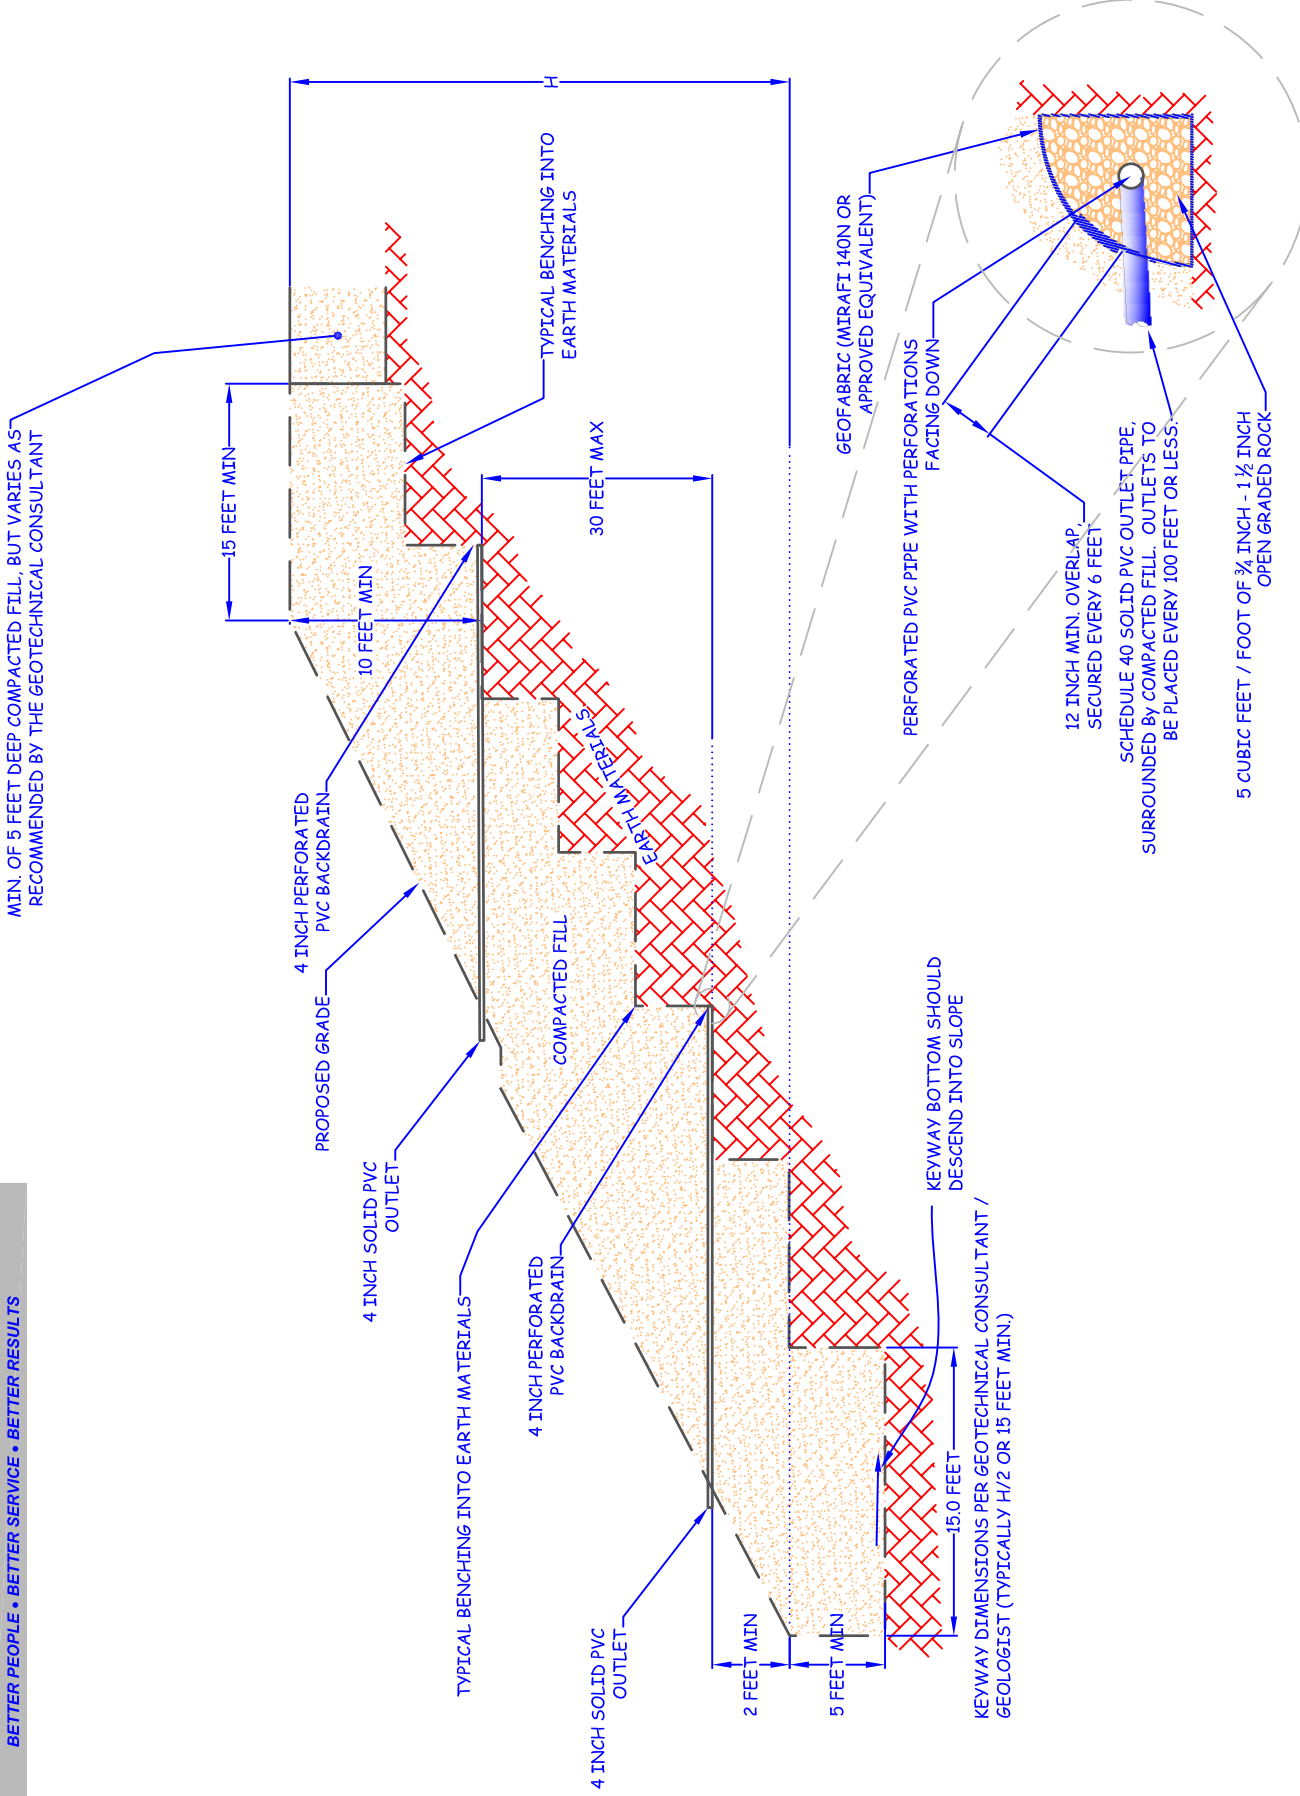 BETTER PEOPLE • BETTER SERVICE • BETTER RESULTS
MIN. OF 5 FEET DEEP COMPACTED FILL, BUT VARIES AS
RECOMMENDED BY THE GEOTECHNICAL CONSULTANT
15 FEET MIN
10 FEET MIN
H
TYPICAL BENCHING INTO
EARTH MATERIALS
30 FEET MAX
4 INCH PERFORATED
PVC BACKDRAIN
PROPOSED GRADE
4 INCH SOLID PVC
OUTLET
COMPACTED FILL
EARTH MATERIALS
TYPICAL BENCHING INTO EARTH MATERIALS
4 INCH PERFORATED
PVC BACKDRAIN
4 INCH SOLID PVC
OUTLET
2 FEET MIN
5 FEET MIN
KEYWAY BOTTOM SHOULD
DESCEND INTO SLOPE
15.0 FEET
KEYWAY DIMENSIONS PER GEOTECHNICAL CONSULTANT /
GEOLOGIST (TYPICALLY H/2 OR 15 FEET MIN.)
GEOFABRIC (MIRAFI 140N OR
APPROVED EQUIVALENT)
PERFORATED PVC PIPE WITH PERFORATIONS
FACING DOWN
12 INCH MIN. OVERLAP,
SECURED EVERY 6 FEET
SCHEDULE 40 SOLID PVC OUTLET PIPE,
SURROUNDED By COMPACTED FILL. OUTLETS TO
BE PLACED EVERY 100 FEET OR LESS.
5 CUBIC FEET / FOOT OF ¾ INCH - 1 ½ INCH
OPEN GRADED ROCK